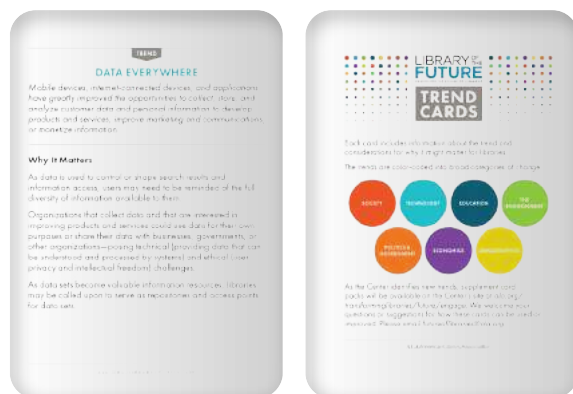 TREND
DATA EVERYWHERE
Mobile devices, internet-connected devices, and applications
have greatly improved the opportunities to collect, store, and
analyze customer data and personal information to develop
products and services, improve marketing and communications,
or monetize information.
Why It Matters
As data is used to control or shape search results and
information access, users may need to be reminded of the full
diversity of information available to them.
Organizations that collect data and that are interested in
improving products and services could use data for their own
purposes or share their data with businesses, governments, or
other organizations—posing technical (providing data that can
be understood and processed by systems) and ethical (user
privacy and intellectual freedom) challenges.
As data sets become valuable information resources, libraries
may be called upon to serve as repositories and access points
for data sets.
LIBRARY OF THE
FUTURE
TREND
CARDS
Each card includes information about the trend and
considerations for why it might matter for libraries.
The trends are color-coded into broad categories of change
SOCIETY
TECHNOLOGY
EDUCATION
THE
ENVIRONMENT
POLITICS &
GOVERNMENT
ECONOMICS
DEMOGRAPHICS
As the Center identifies new trends, supplement card
packs will be available on the Center's site at
transforminglibraries/future/engage. We welcome your
questions or suggestions for how these cards can be used or
improved. Please email